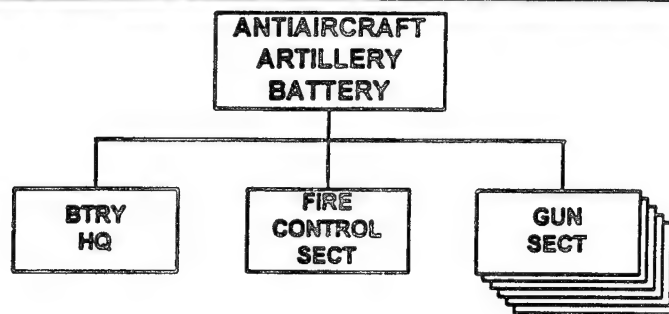 ANTIAIRCRAFT
ARTILLERY
BATTERY
BTRY
HQ
FIRE
CONTROL
SECT
GUN
SECT